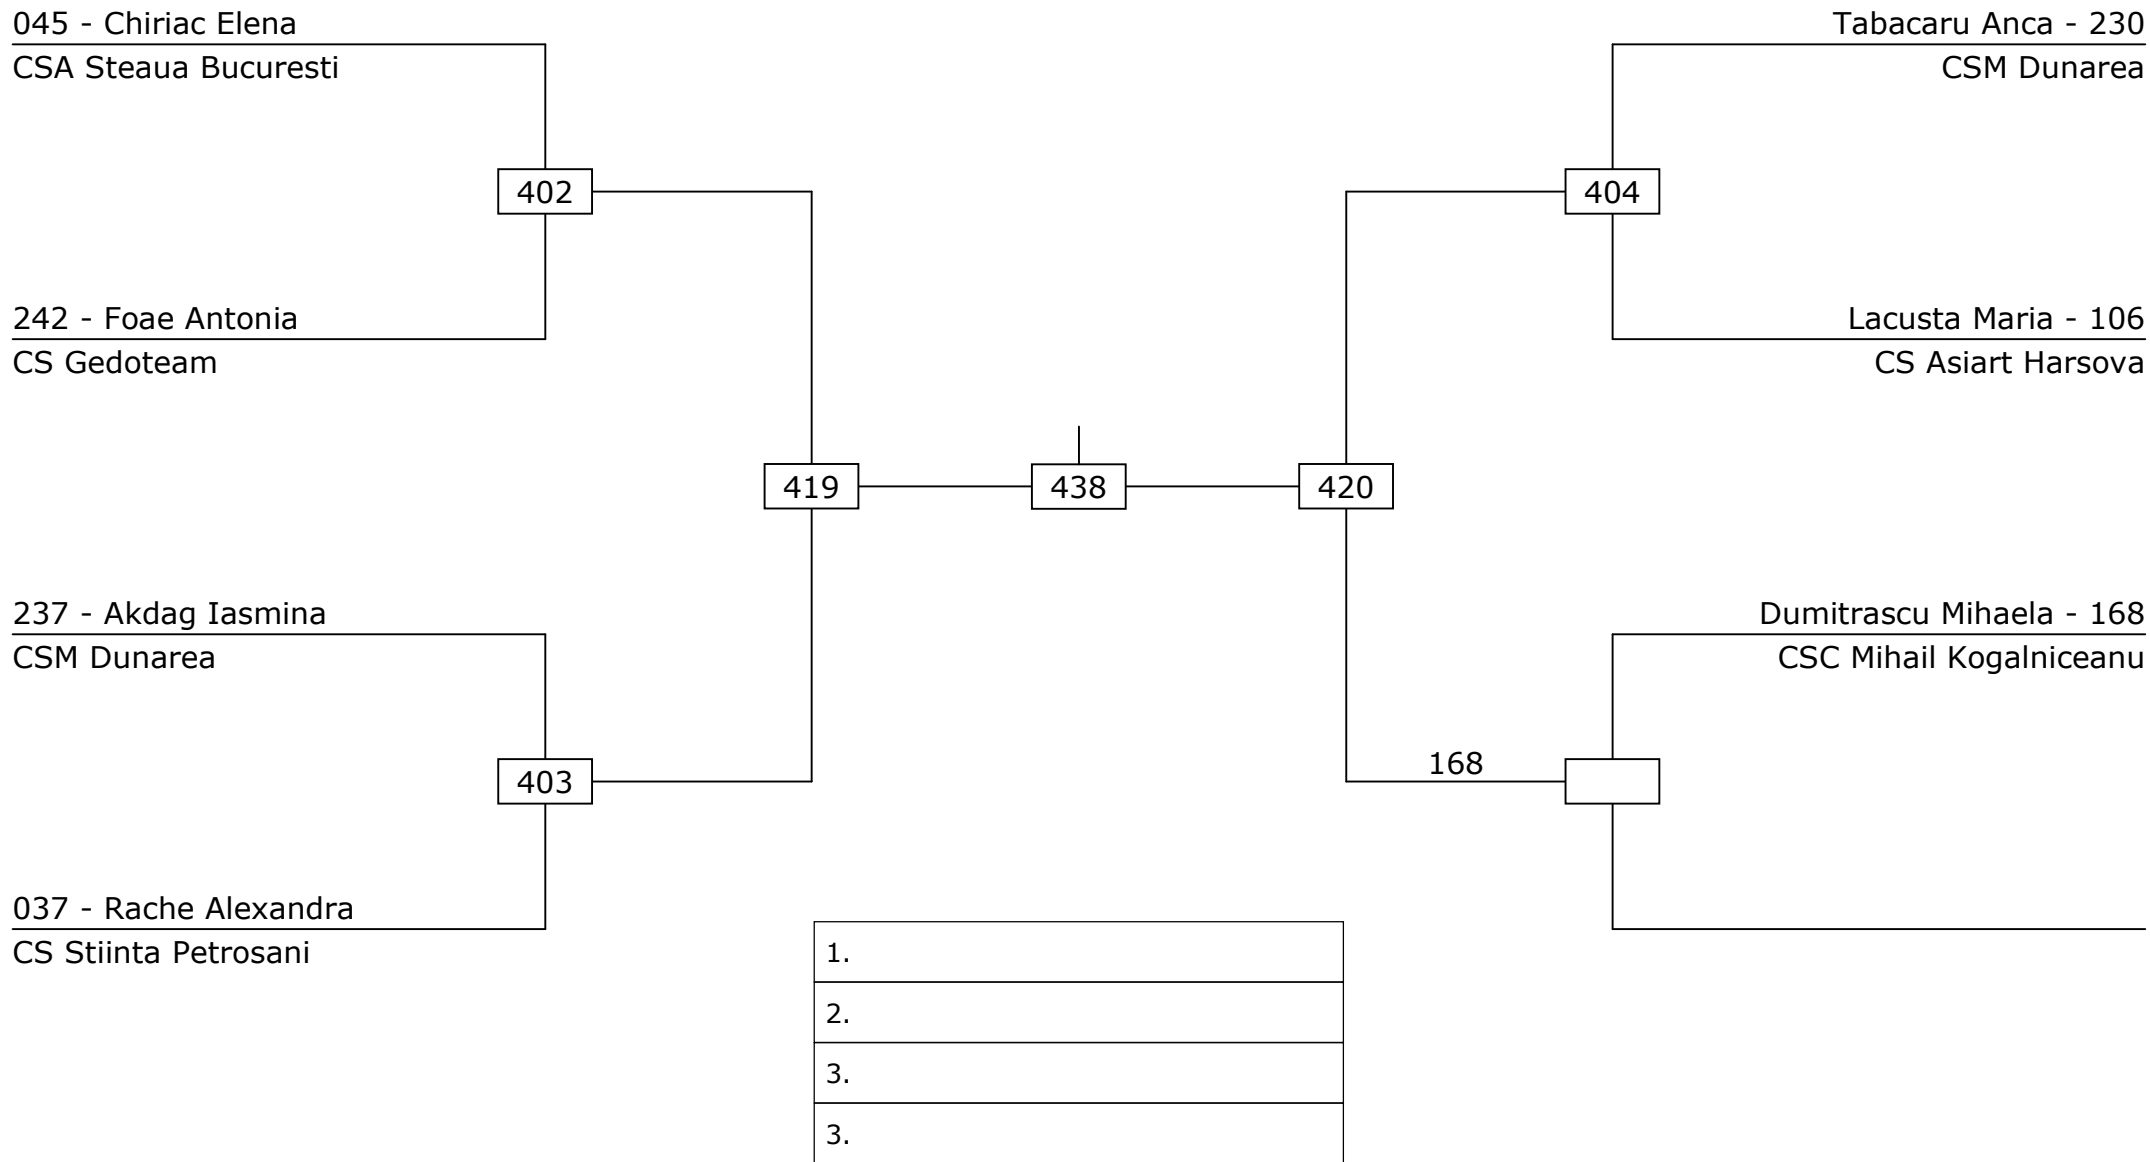 045 - Chiriac Elena
CSA Steaua Bucuresti
402
242 - Foae Antonia
CS Gedoteam
419
237 - Akdag Iasmina
CSM Dunarea
403
037 - Rache Alexandra
CS Stiinta Petrosani
438
Tabacaru Anca - 230
CSM Dunarea
404
Lacusta Maria - 106
CS Asiart Harsova
420
Dumitrascu Mihaela - 168
CSC Mihail Kogalniceanu
168
1.
2.
3.
3.